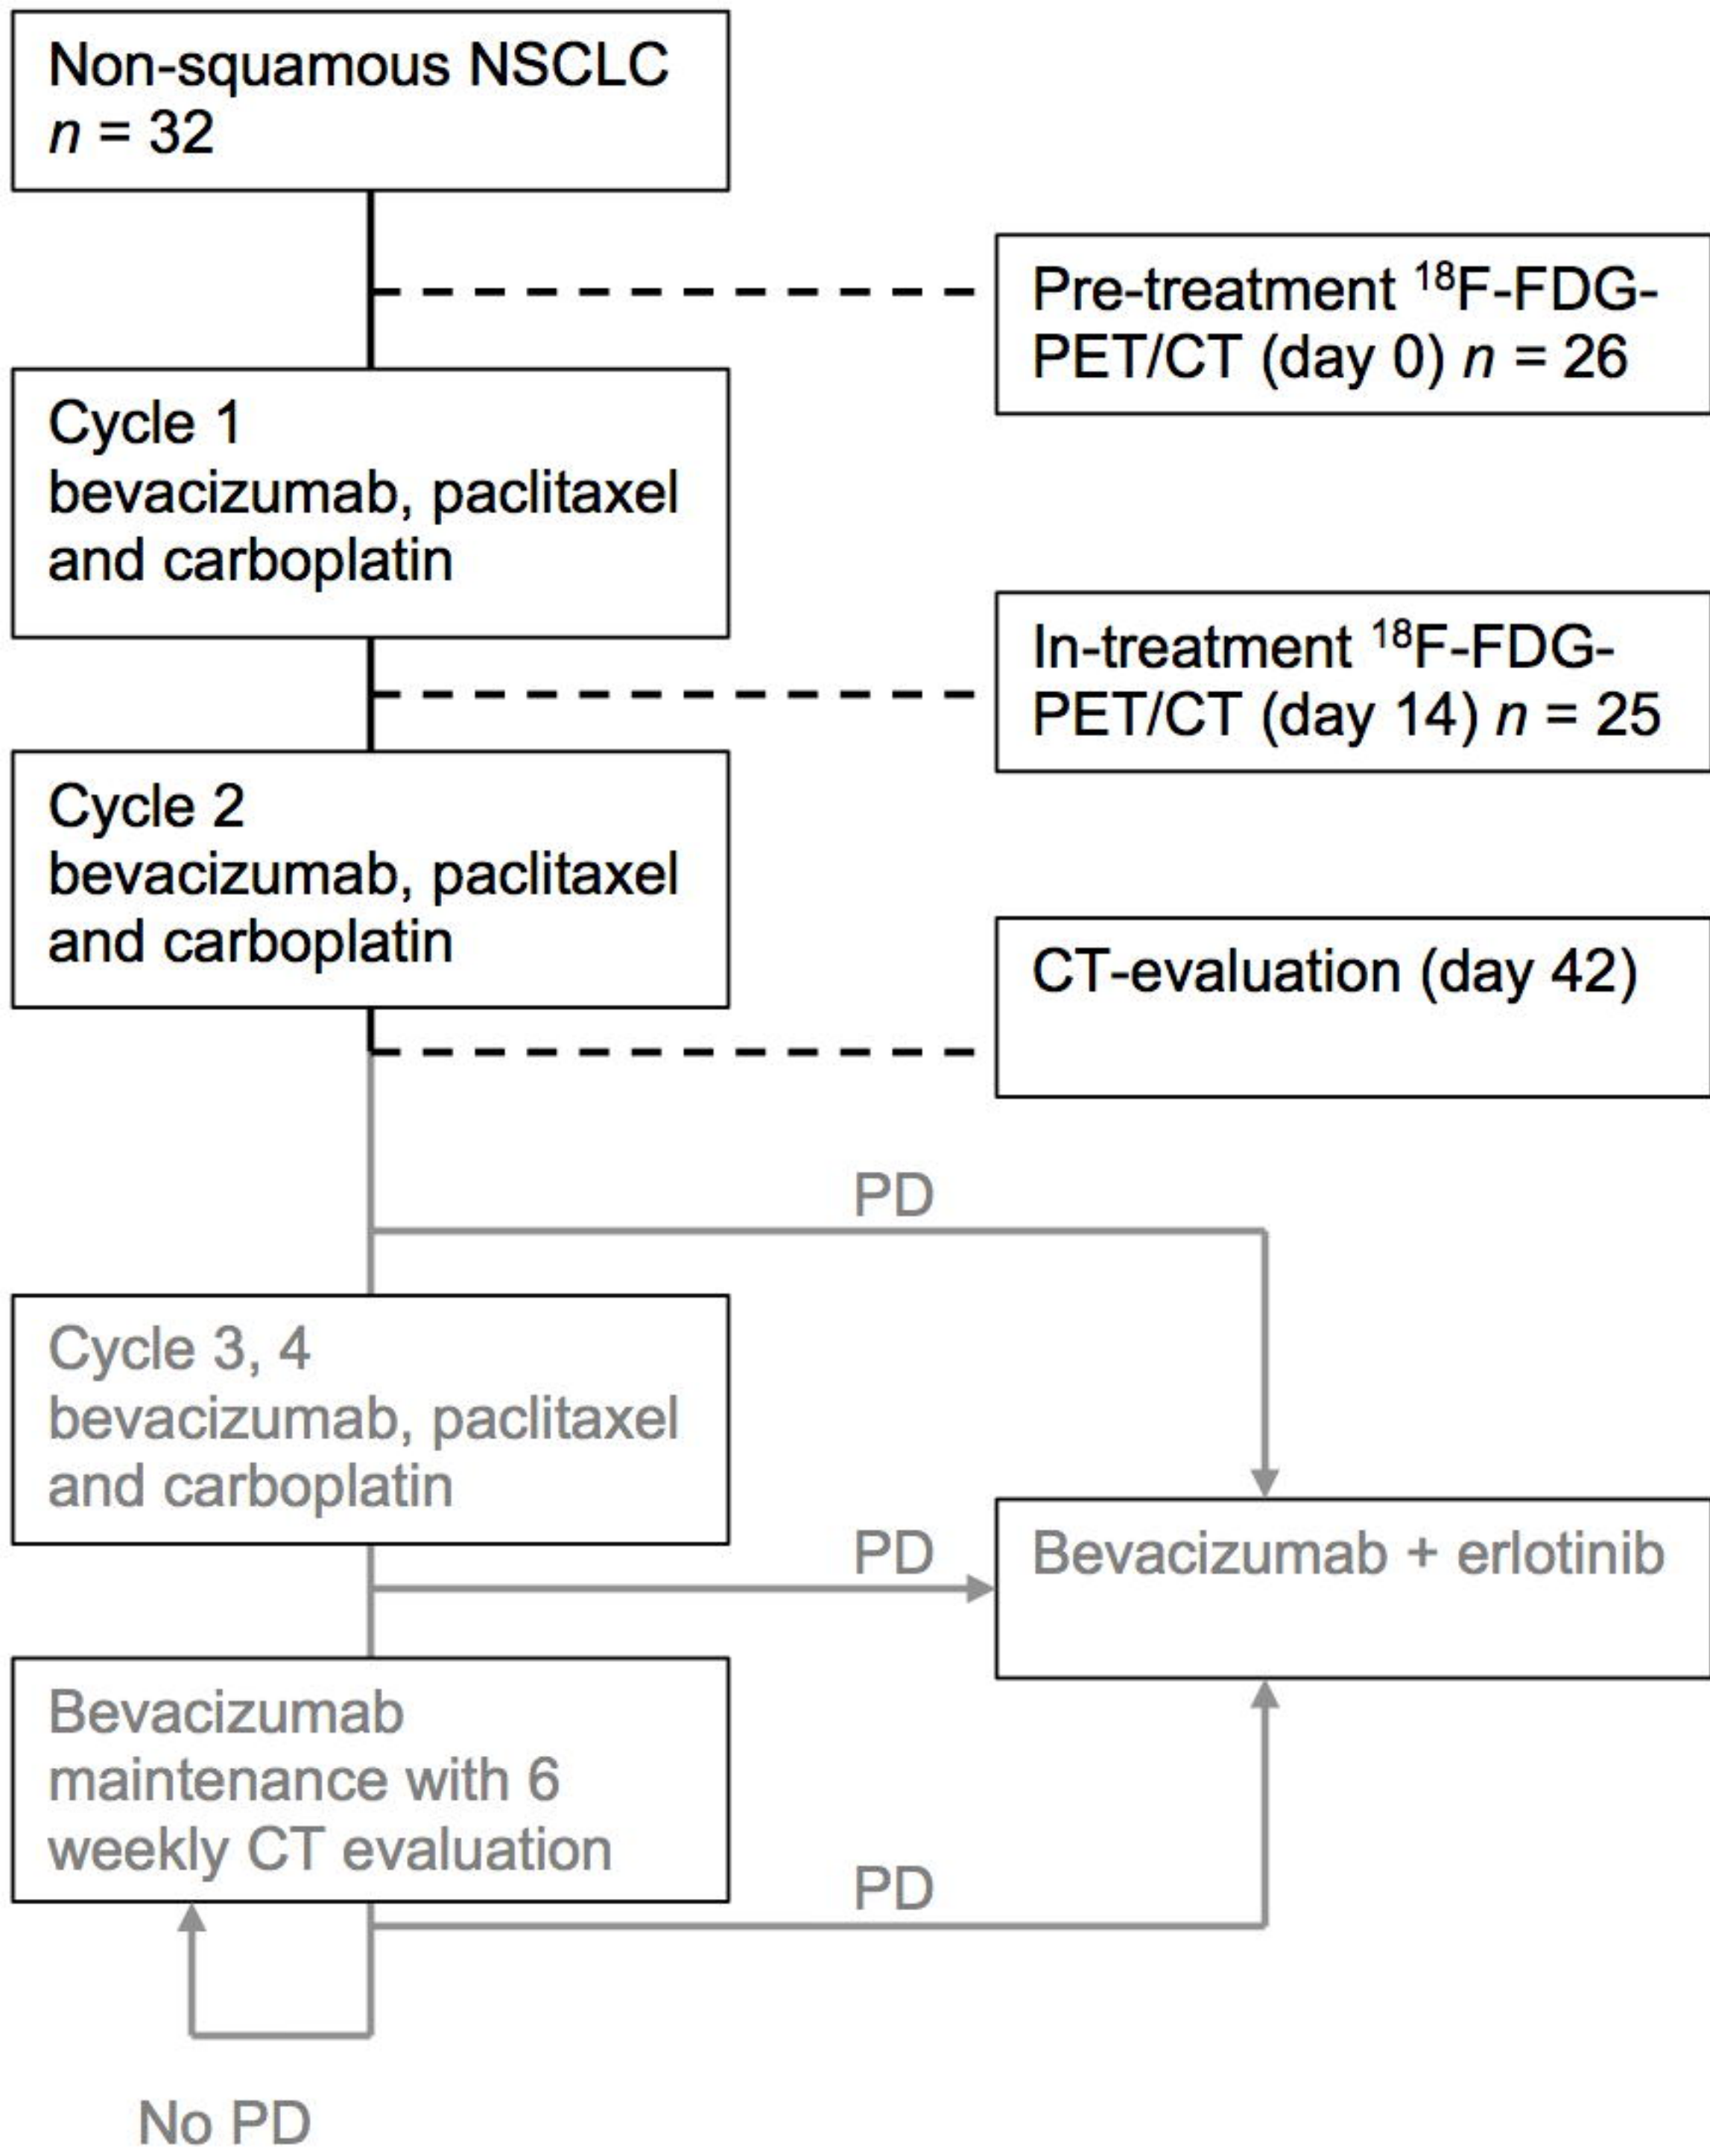 Non-squamous NSCLC
n = 32
Pre-treatment ¹⁸F-FDG-
PET/CT (day 0) n = 26
Cycle 1
bevacizumab, paclitaxel
and carboplatin
In-treatment ¹⁸F-FDG-
PET/CT (day 14) n = 25
Cycle 2
bevacizumab, paclitaxel
and carboplatin
CT-evaluation (day 42)
PD
Cycle 3, 4
bevacizumab, paclitaxel
and carboplatin
PD
Bevacizumab + erlotinib
Bevacizumab
maintenance with 6
weekly CT evaluation
PD
No PD